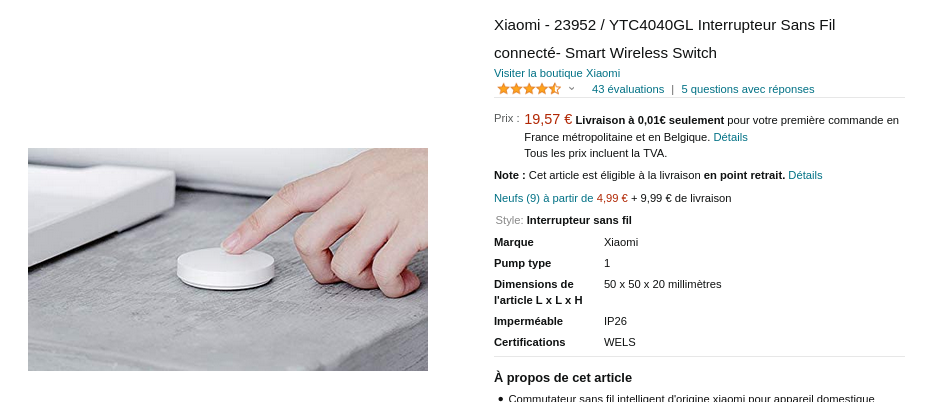 Xiaomi - 23952 / YTC4040GL Interrupteur Sans Fil
connecté- Smart Wireless Switch
Visiter la boutique Xiaomi
43 évaluations | 5 questions avec réponses
Prix : 19,57 € Livraison à 0,01€ seulement pour votre première commande en
France métropolitaine et en Belgique. Détails
Tous les prix incluent la TVA.
Note : Cet article est éligible à la livraison en point retrait. Détails
Neufs (9) à partir de 4,99 € + 9,99 € de livraison
Style: Interrupteur sans fil
Marque Xiaomi
Pump type 1
Dimensions de 50 x 50 x 20 millimètres
l'article L x L x H
Imperméable IP26
Certifications WELS
À propos de cet article
• Commutateur sans fil intelligent d'origine xiaomi pour appareil domestique